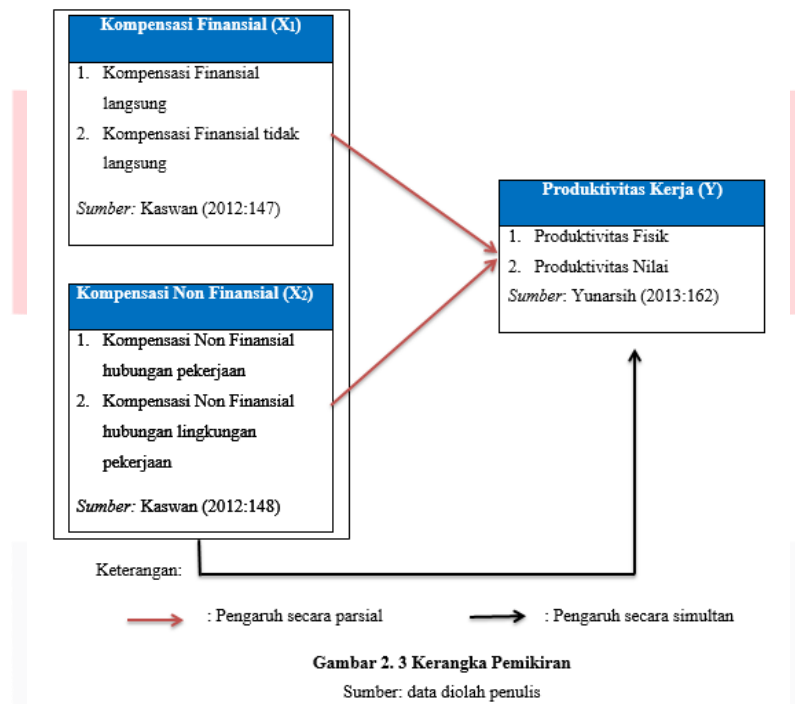 Kompensasi Finansial (X1)
1. Kompensasi Finansial
langsung
2. Kompensasi Finansial tidak
langsung
Sumber: Kaswan (2012:147)
Kompensasi Non Finansial (X2)
1. Kompensasi Non Finansial
hubungan pekerjaan
2. Kompensasi Non Finansial
hubungan lingkungan
pekerjaan
Sumber: Kaswan (2012:148)
Produktivitas Kerja (Y)
1. Produktivitas Fisik
2. Produktivitas Nilai
Sumber: Yunarsih (2013:162)
Keterangan:
: Pengaruh secara parsial
: Pengaruh secara simultan
Gambar 2. 3 Kerangka Pemikiran
Sumber: data diolah penulis